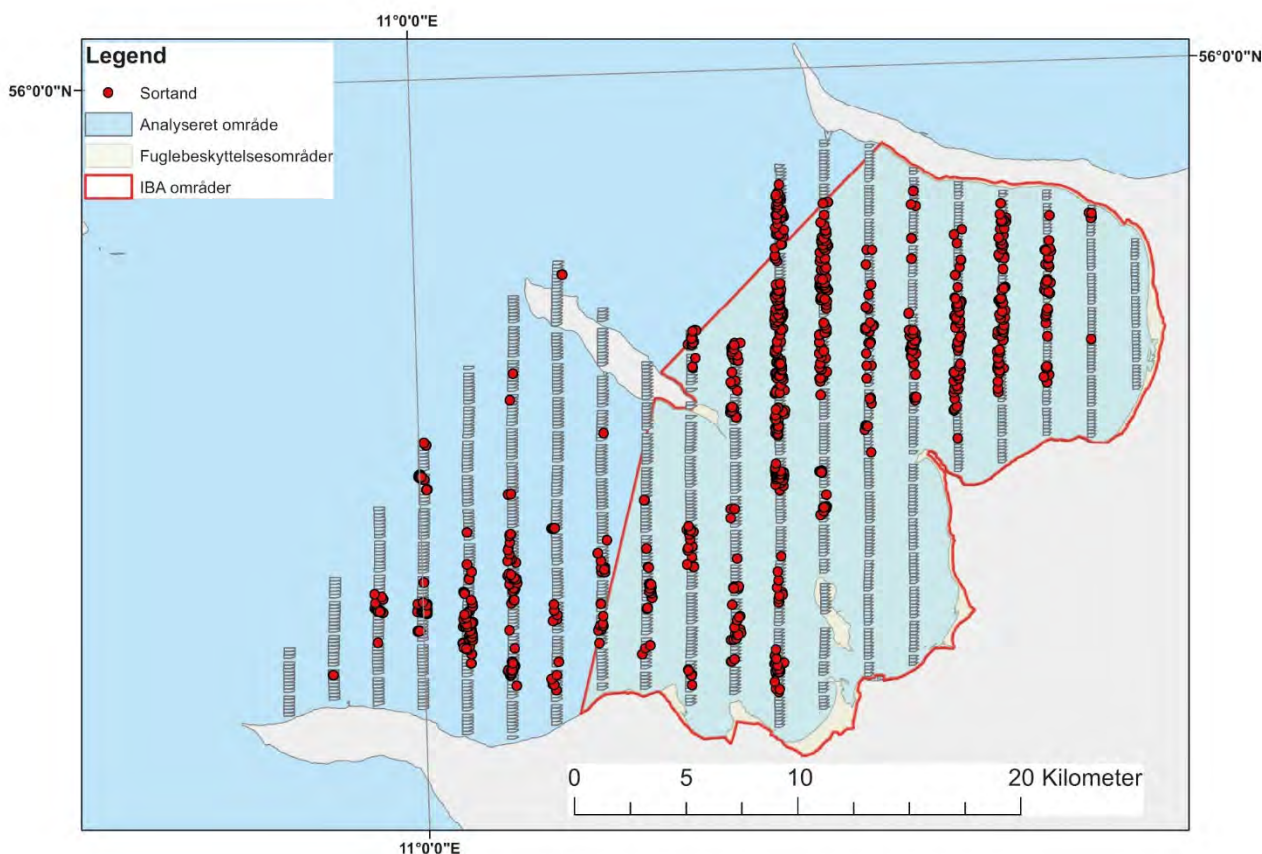 11°0'0"E
Legend
56°0'0"N
56°0'0"N
Sortand
Analyseret område
Fuglebeskyttelsesområder
IBA områder
0 5 10 20 Kilometer
11°0'0"E